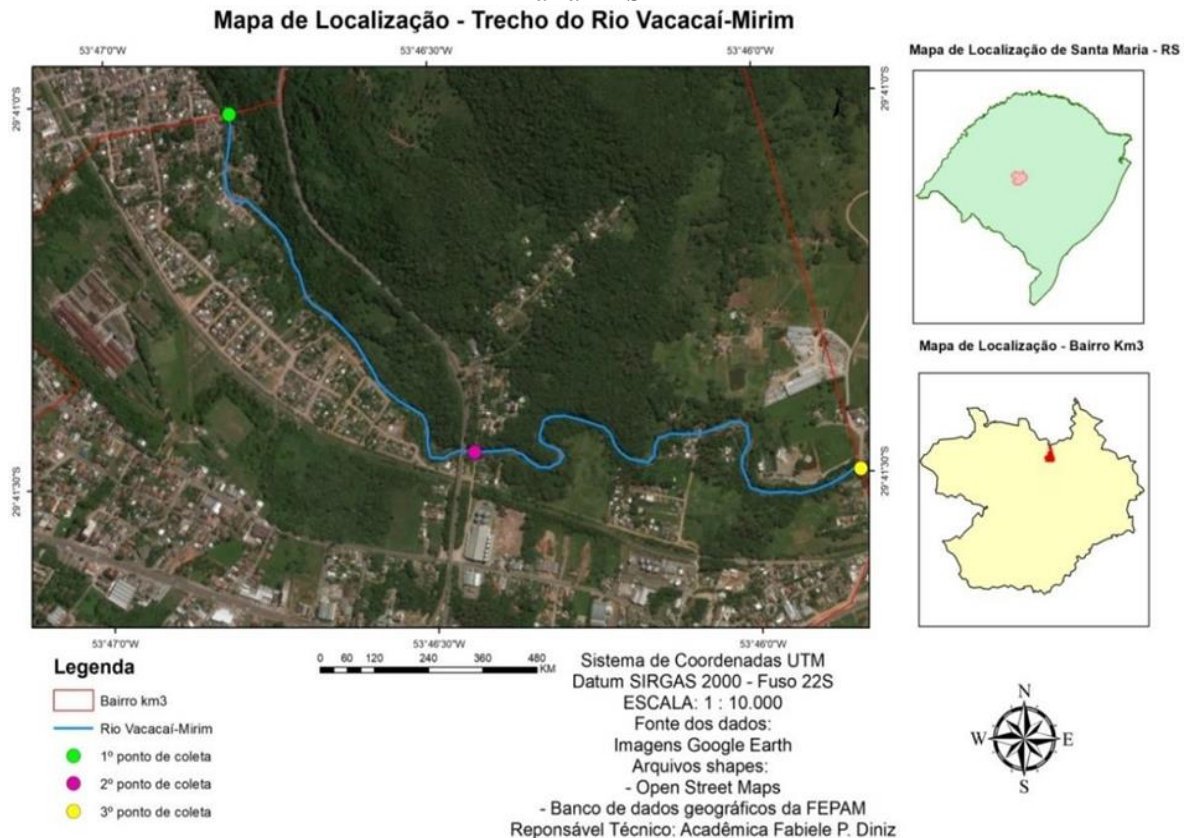 Mapa de Localização - Trecho do Rio Vacacaí-Mirim
53°47'0"W
53°46'30"W
53°46'0"W
29°41'0"S
29°41'0"S
29°41'30"S
29°41'30"S
53°47'0"W
53°46'30"W
53°46'0"W
Mapa de Localização de Santa Maria - RS
Mapa de Localização - Bairro Km3
Legenda
Bairro km3
Rio Vacacaí-Mirim
1º ponto de coleta
2º ponto de coleta
3º ponto de coleta
0 60 120 240 360 480
KM
Sistema de Coordenadas UTM
Datum SIRGAS 2000 - Fuso 22S
ESCALA: 1 : 10.000
Fonte dos dados:
Imagens Google Earth
Arquivos shapes:
- Open Street Maps
- Banco de dados geográficos da FEPAM
Reponsável Técnico: Acadêmica Fabiele P. Diniz
N
W
E
S